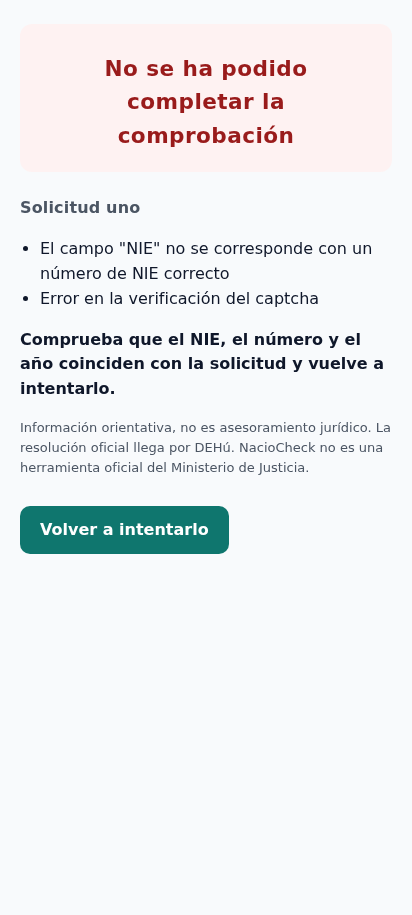 No se ha podido
completar la
comprobación
Solicitud uno
• El campo "NIE" no se corresponde con un
número de NIE correcto
• Error en la verificación del captcha
Comprueba que el NIE, el número y el
año coinciden con la solicitud y vuelve a
intentarlo.
Información orientativa, no es asesoramiento jurídico. La
resolución oficial llega por DEHú. NacioCheck no es una
herramienta oficial del Ministerio de Justicia.
Volver a intentarlo